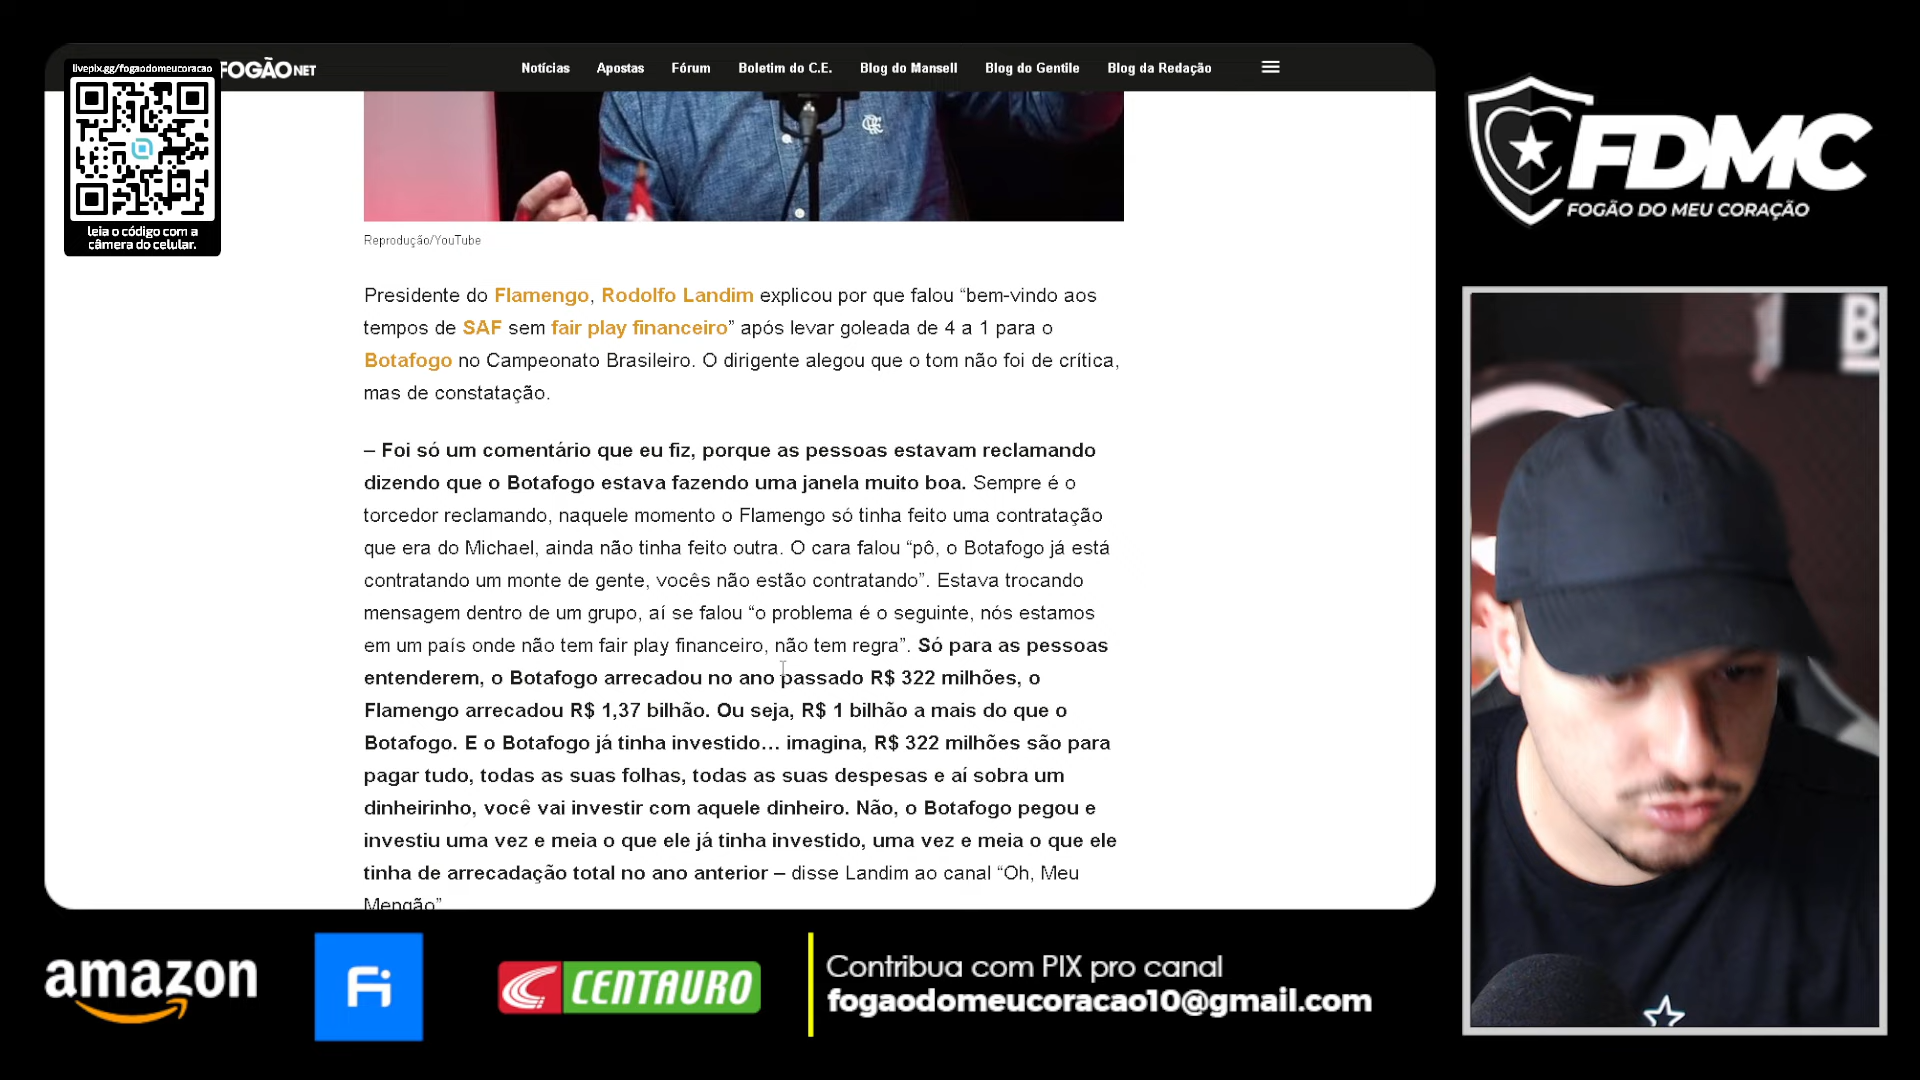 livepix.gg/fogaodomeucoracao
leia o código com a
câmera do celular.
FOGÃONET
Notícias Apostas Fórum Boletim do C.E. Blog do Mansell Blog do Gentile Blog da Redação
Reprodução/YouTube
Presidente do Flamengo, Rodolfo Landim explicou por que falou “bem-vindo aos
tempos de SAF sem fair play financeiro” após levar goleada de 4 a 1 para o
Botafogo no Campeonato Brasileiro. O dirigente alegou que o tom não foi de crítica,
mas de constatação.
– Foi só um comentário que eu fiz, porque as pessoas estavam reclamando
dizendo que o Botafogo estava fazendo uma janela muito boa. Sempre é o
torcedor reclamando, naquele momento o Flamengo só tinha feito uma contratação
que era do Michael, ainda não tinha feito outra. O cara falou “pô, o Botafogo já está
contratando um monte de gente, vocês não estão contratando”. Estava trocando
mensagem dentro de um grupo, aí se falou “o problema é o seguinte, nós estamos
em um país onde não tem fair play financeiro, não tem regra”. Só para as pessoas
entenderem, o Botafogo arrecadou no ano passado R$ 322 milhões, o
Flamengo arrecadou R$ 1,37 bilhão. Ou seja, R$ 1 bilhão a mais do que o
Botafogo. E o Botafogo já tinha investido… imagina, R$ 322 milhões são para
pagar tudo, todas as suas folhas, todas as suas despesas e aí sobra um
dinheirinho, você vai investir com aquele dinheiro. Não, o Botafogo pegou e
investiu uma vez e meia o que ele já tinha investido, uma vez e meia o que ele
tinha de arrecadação total no ano anterior – disse Landim ao canal “Oh, Meu
Mengão”
FDMC
FOGÃO DO MEU CORAÇÃO
B
amazon
Fi
CENTAURO
Contribua com PIX pro canal
fogaodomeucoracao10@gmail.com